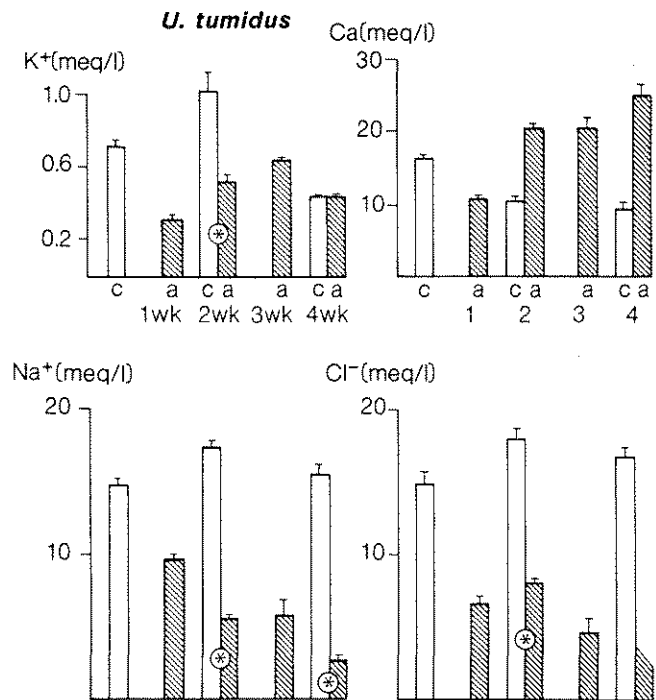 U. tumidus
K+(meq/l)
1.0
0.6
0.2
c a c a a c a
1wk 2wk 3wk 4wk
Ca(meq/l)
30
20
10
c a c a a c a
1 2 3 4
Na+(meq/l)
20
10
*
*
Cl−(meq/l)
20
10
*
*